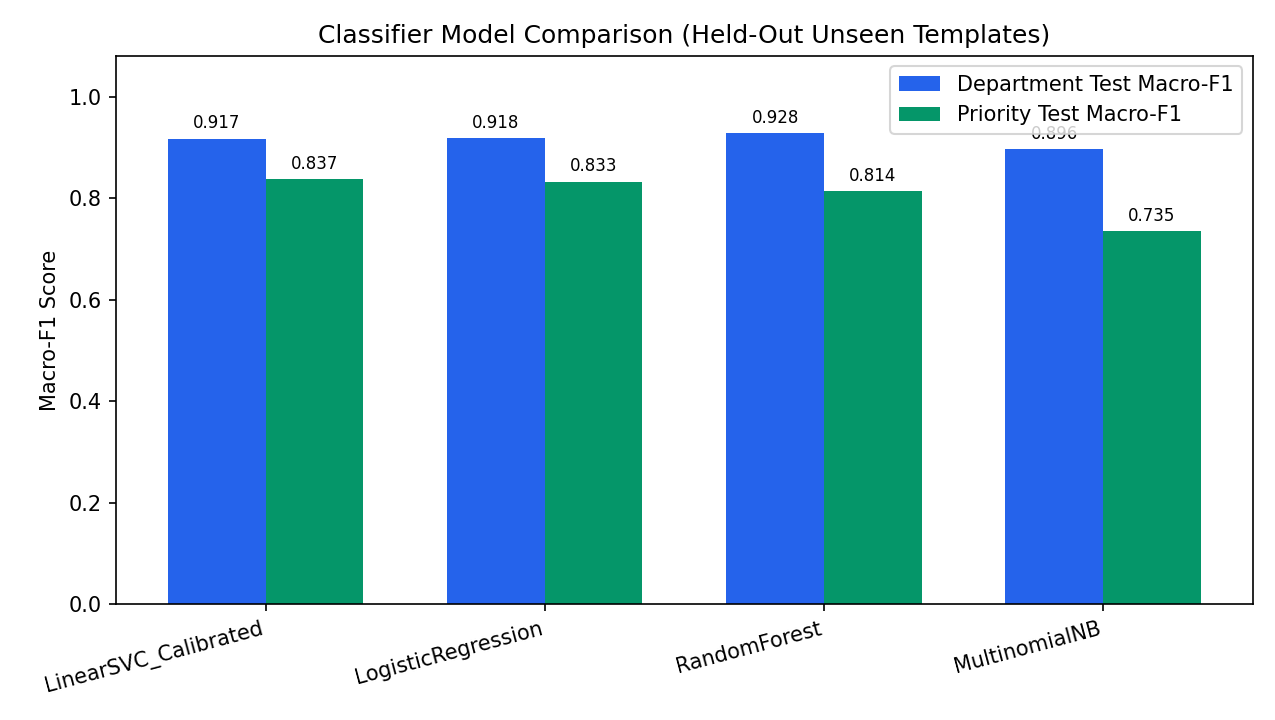 Classifier Model Comparison (Held-Out Unseen Templates)
Department Test Macro-F1
Priority Test Macro-F1
Macro-F1 Score
1.0
0.8
0.6
0.4
0.2
0.0
0.917
0.837
0.918
0.833
0.928
0.814
0.896
0.735
LinearSVC_Calibrated
LogisticRegression
RandomForest
MultinomialNB